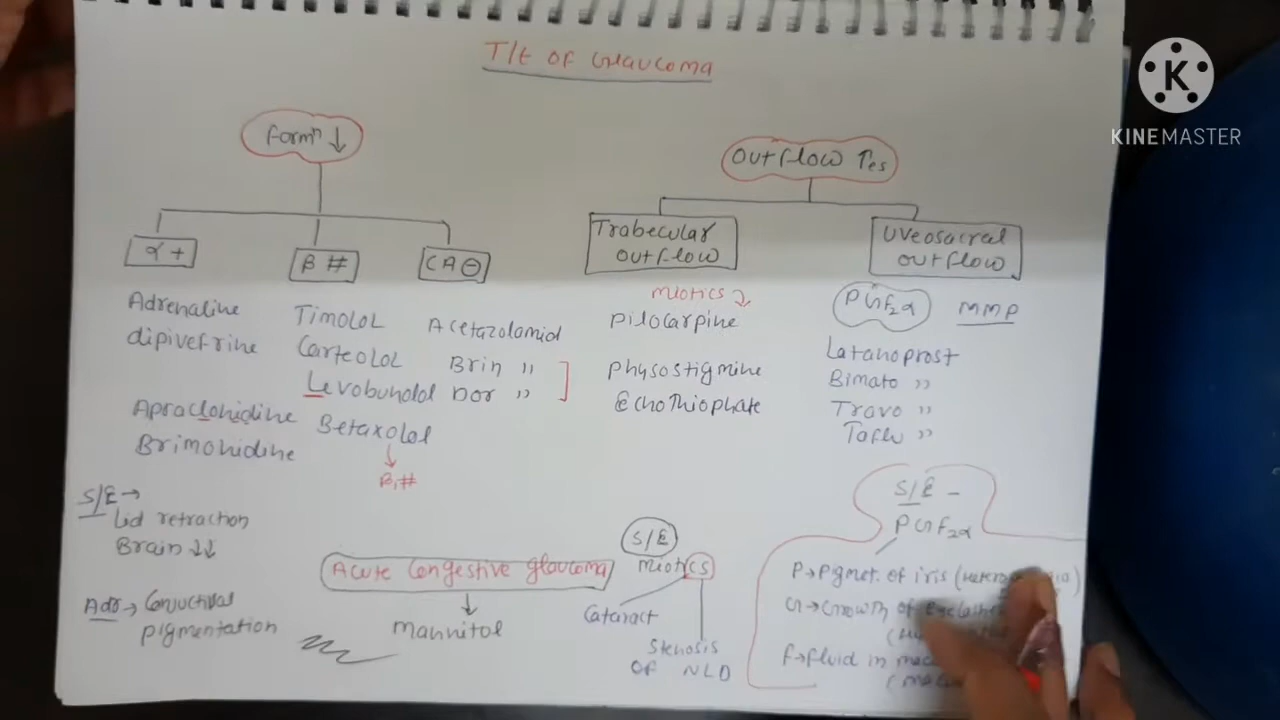 T/t OF Glaucoma
Formⁿ ↓
α +
β #
CA ⊖
Adrenaline
dipivefrine
Apraclonidine
Brimonidine
Timolol
Carteolol
Levobunolol
Betaxolol
↓
β₁#
Acetazolamid
Brin "
Dor "
S/E →
Lid retraction
Brain ↓↓
Adr → Conjuctival
pigmentation
Outflow ↑es
Trabecular
outflow
miotics
Pilocarpine
Physostigmine
Echothiophate
Uveosacral
outflow
PGF₂α MMP
Latanoprost
Bimato "
Travo "
Taflu "
Acute Congestive glaucoma
↓
Mannitol
S/E
miotics
Cataract
Stenosis
OF NLD
S/E -
PGF₂α
P→Pigmet. of iris
G→Growth of
F→Fluid in
KINEMASTER